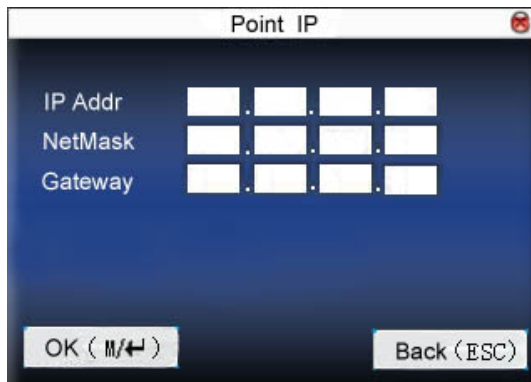 Point IP
IP Addr . . .
NetMask . . .
Gateway . . .
OK ( M/↵ ) Back (ESC)